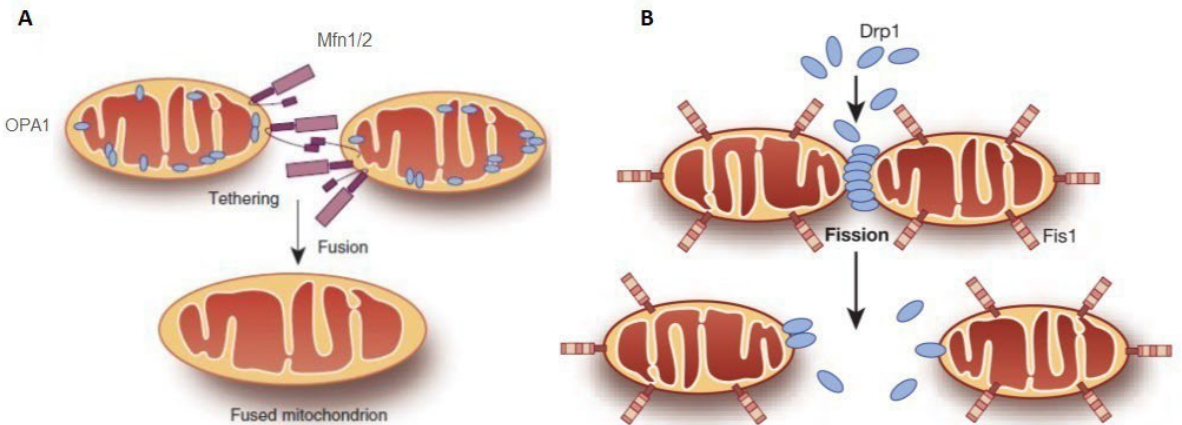 A
Mfn1/2
OPA1
Tethering
Fusion
Fused mitochondrion
B
Drp1
Fission
Fis1